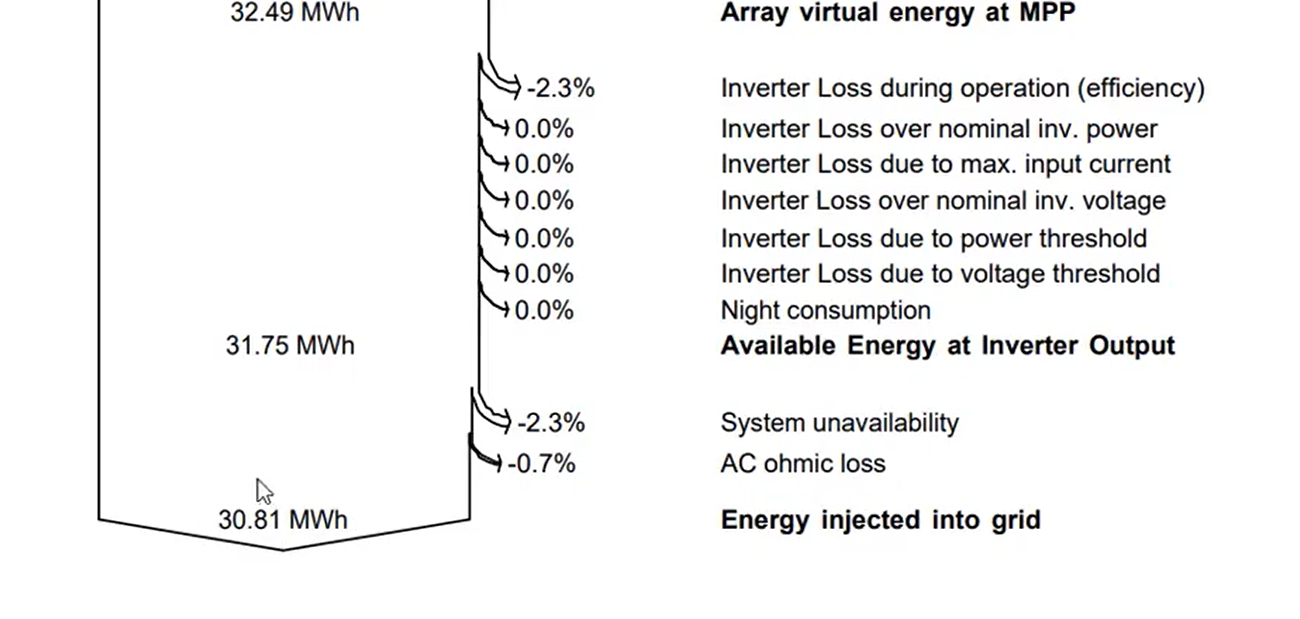 32.49 MWh Array virtual energy at MPP
-2.3% Inverter Loss during operation (efficiency)
0.0% Inverter Loss over nominal inv. power
0.0% Inverter Loss due to max. input current
0.0% Inverter Loss over nominal inv. voltage
0.0% Inverter Loss due to power threshold
0.0% Inverter Loss due to voltage threshold
0.0% Night consumption
31.75 MWh Available Energy at Inverter Output
-2.3% System unavailability
-0.7% AC ohmic loss
30.81 MWh Energy injected into grid